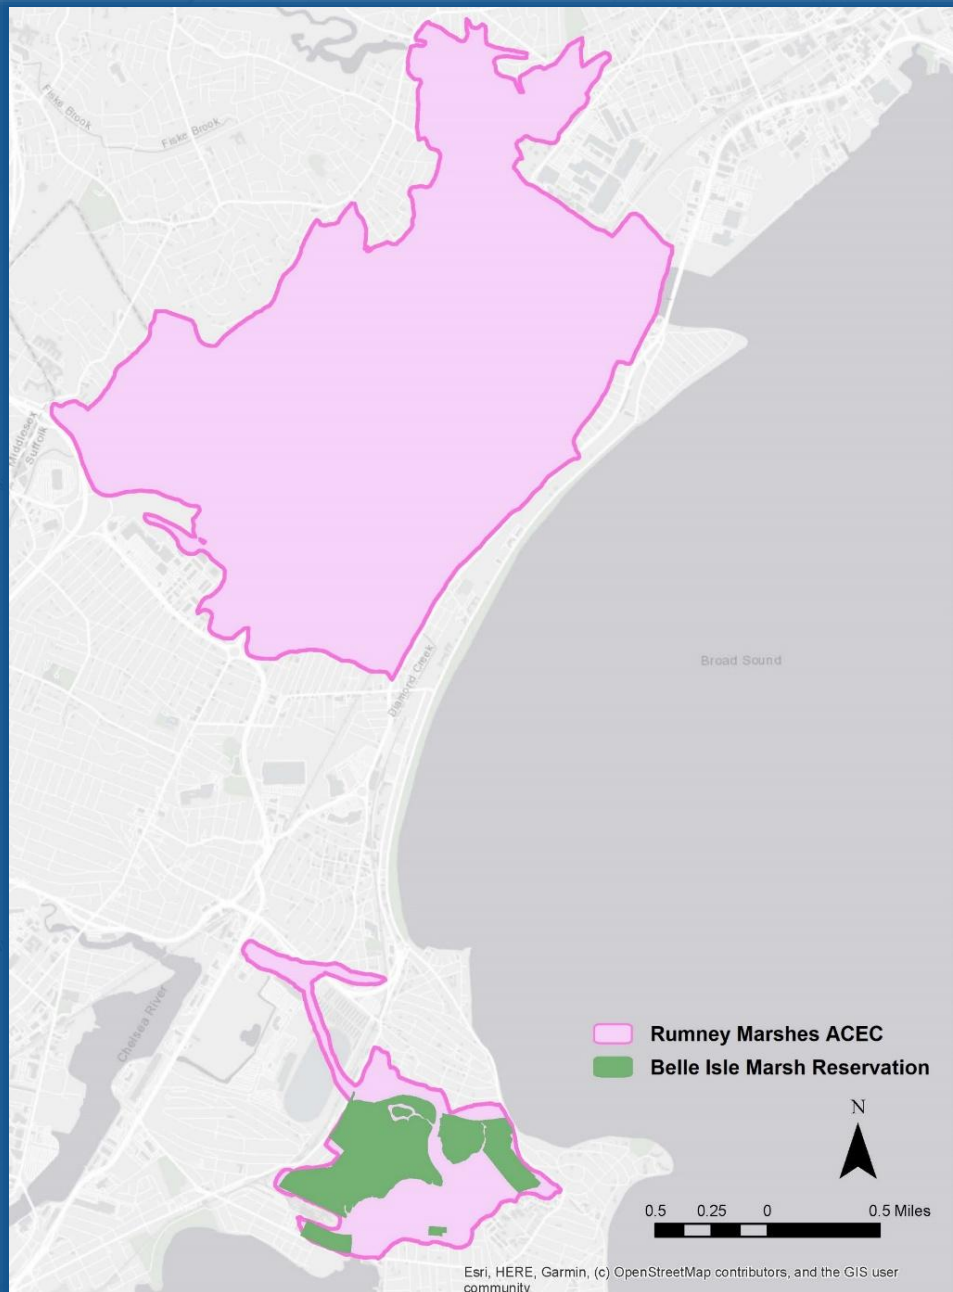 Fiske Brook
Fiske Brook
Middlesex
Suffolk
Broad Sound
Diamond Creek
Chelsea River
Rumney Marshes ACEC
Belle Isle Marsh Reservation
N
0.5 0.25 0 0.5 Miles
Esri, HERE, Garmin, (c) OpenStreetMap contributors, and the GIS user
community